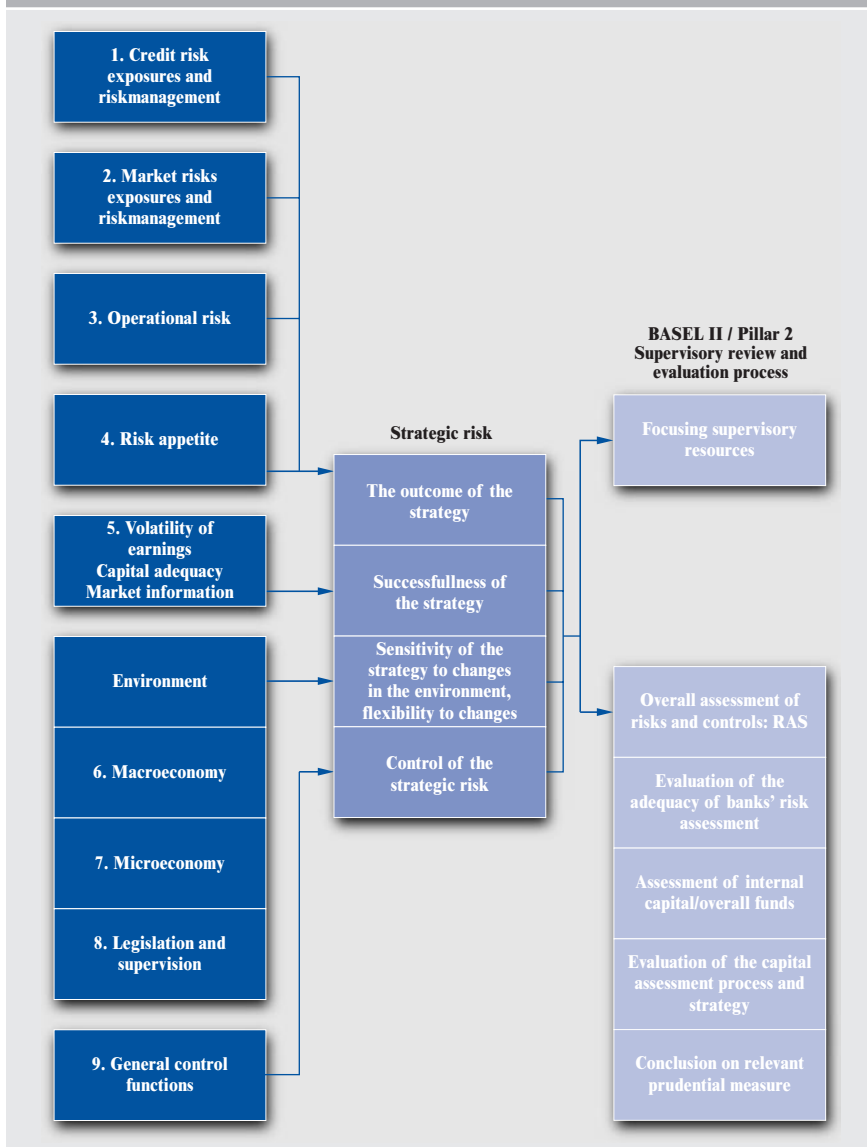 1. Credit risk
exposures and
riskmanagement
2. Market risks
exposures and
riskmanagement
3. Operational risk
4. Risk appetite
5. Volatility of
earnings
Capital adequacy
Market information
Environment
6. Macroeconomy
7. Microeconomy
8. Legislation and
supervision
9. General control
functions
Strategic risk
The outcome of the
strategy
Successfullness of
the strategy
Sensitivity of the
strategy to changes
in the environment,
flexibility to changes
Control of the
strategic risk
BASEL II / Pillar 2
Supervisory review and
evaluation process
Focusing supervisory
resources
Overall assessment of
risks and controls: RAS
Evaluation of the
adequacy of banks’ risk
assessment
Assessment of internal
capital/overall funds
Evaluation of the capital
assessment process and
strategy
Conclusion on relevant
prudential measure